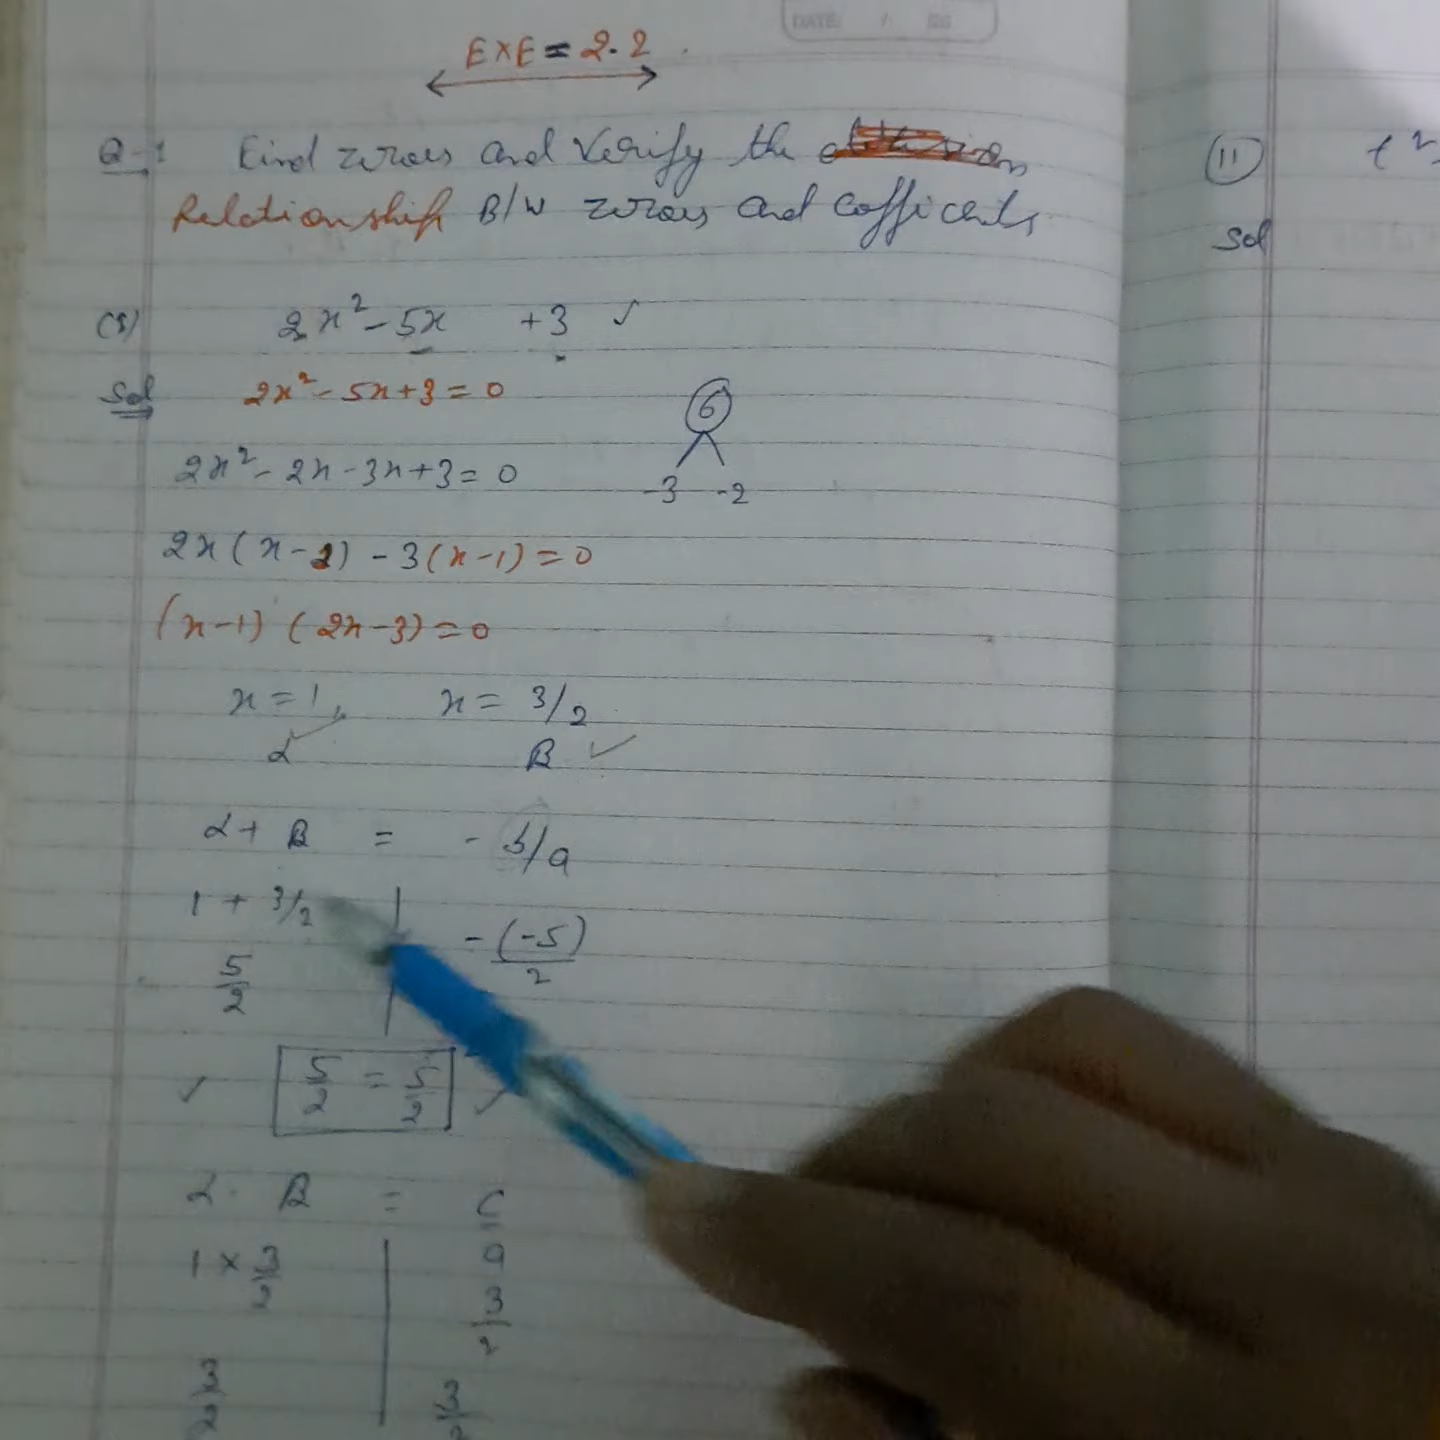 DATE: / /
EXE = 2.2
Q-1 Find zeroes and Verify the
Relationship B/W zeroes and cofficents
(I) 2x² - 5x + 3 ✓
Sol 2x² - 5x + 3 = 0
6
2x² - 2x - 3x + 3 = 0
-3 -2
2x (x - 1) - 3 (x - 1) = 0
(x - 1) (2x - 3) = 0
x = 1, x = 3/2
α ✓ B ✓
α + B = - b/a
1 + 3/2 | - (-5)/2
5/2
✓ 5/2 = 5/2 ✓
α . B = C/a
1 × 3/2 | 3/2
3/2 | 3/2
(11) t²
Sol